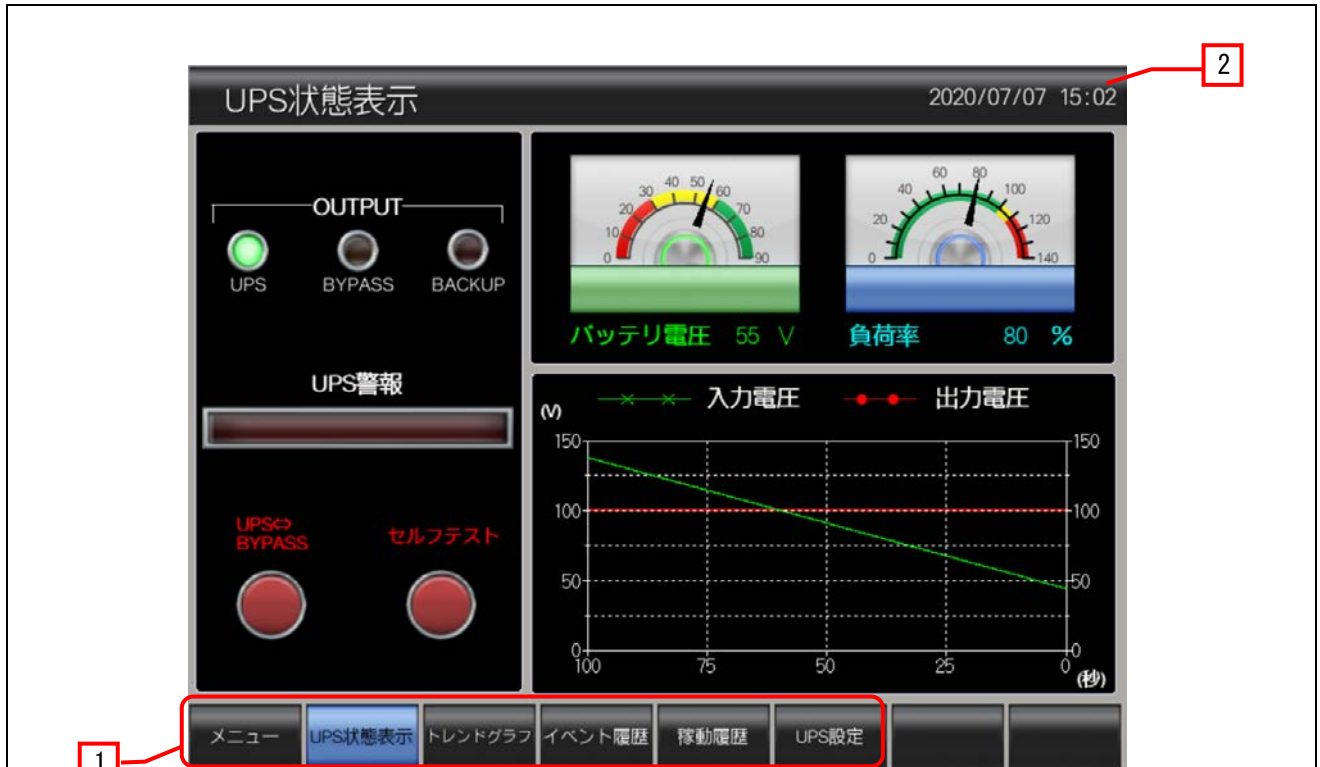 2
UPS状態表示 2020/07/07 15:02
OUTPUT
UPS BYPASS BACKUP
UPS警報
UPS⇔
BYPASS
セルフテスト
0 10 20 30 40 50 60 70 80 90
バッテリ電圧 55 V
0 20 40 60 80 100 120 140
負荷率 80 %
(V) 入力電圧 出力電圧
150 150
100 100
50 50
0 0
100 75 50 25 0 (秒)
メニュー UPS状態表示 トレンドグラフ イベント履歴 稼動履歴 UPS設定
1